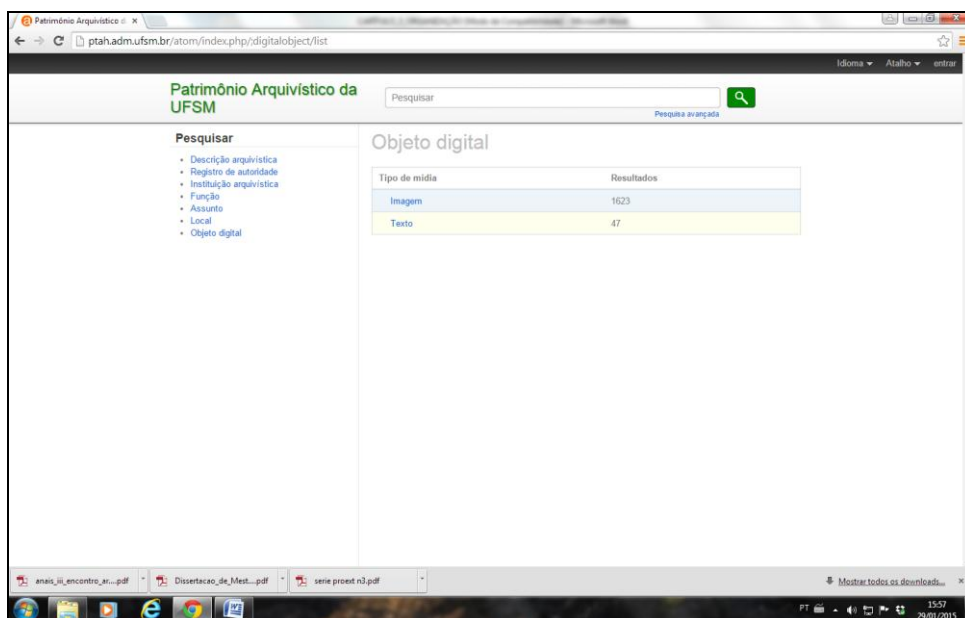 Patrimônio Arquivístico d
ptah.adm.ufsm.br/atom/index.php/;digitalobject/list
Idioma Atalho entrar
Patrimônio Arquivístico da
UFSM
Pesquisar
Pesquisa avançada
Pesquisar
Descrição arquivística
Registro de autoridade
Instituição arquivística
Função
Assunto
Local
Objeto digital
Objeto digital
Tipo de mídia Resultados
Imagem 1623
Texto 47
anais_iii_encontro_ar....pdf Dissertacao_de_Mest....pdf serie proext n3.pdf Mostrar todos os downloads...
PT 15:57
29/01/2015